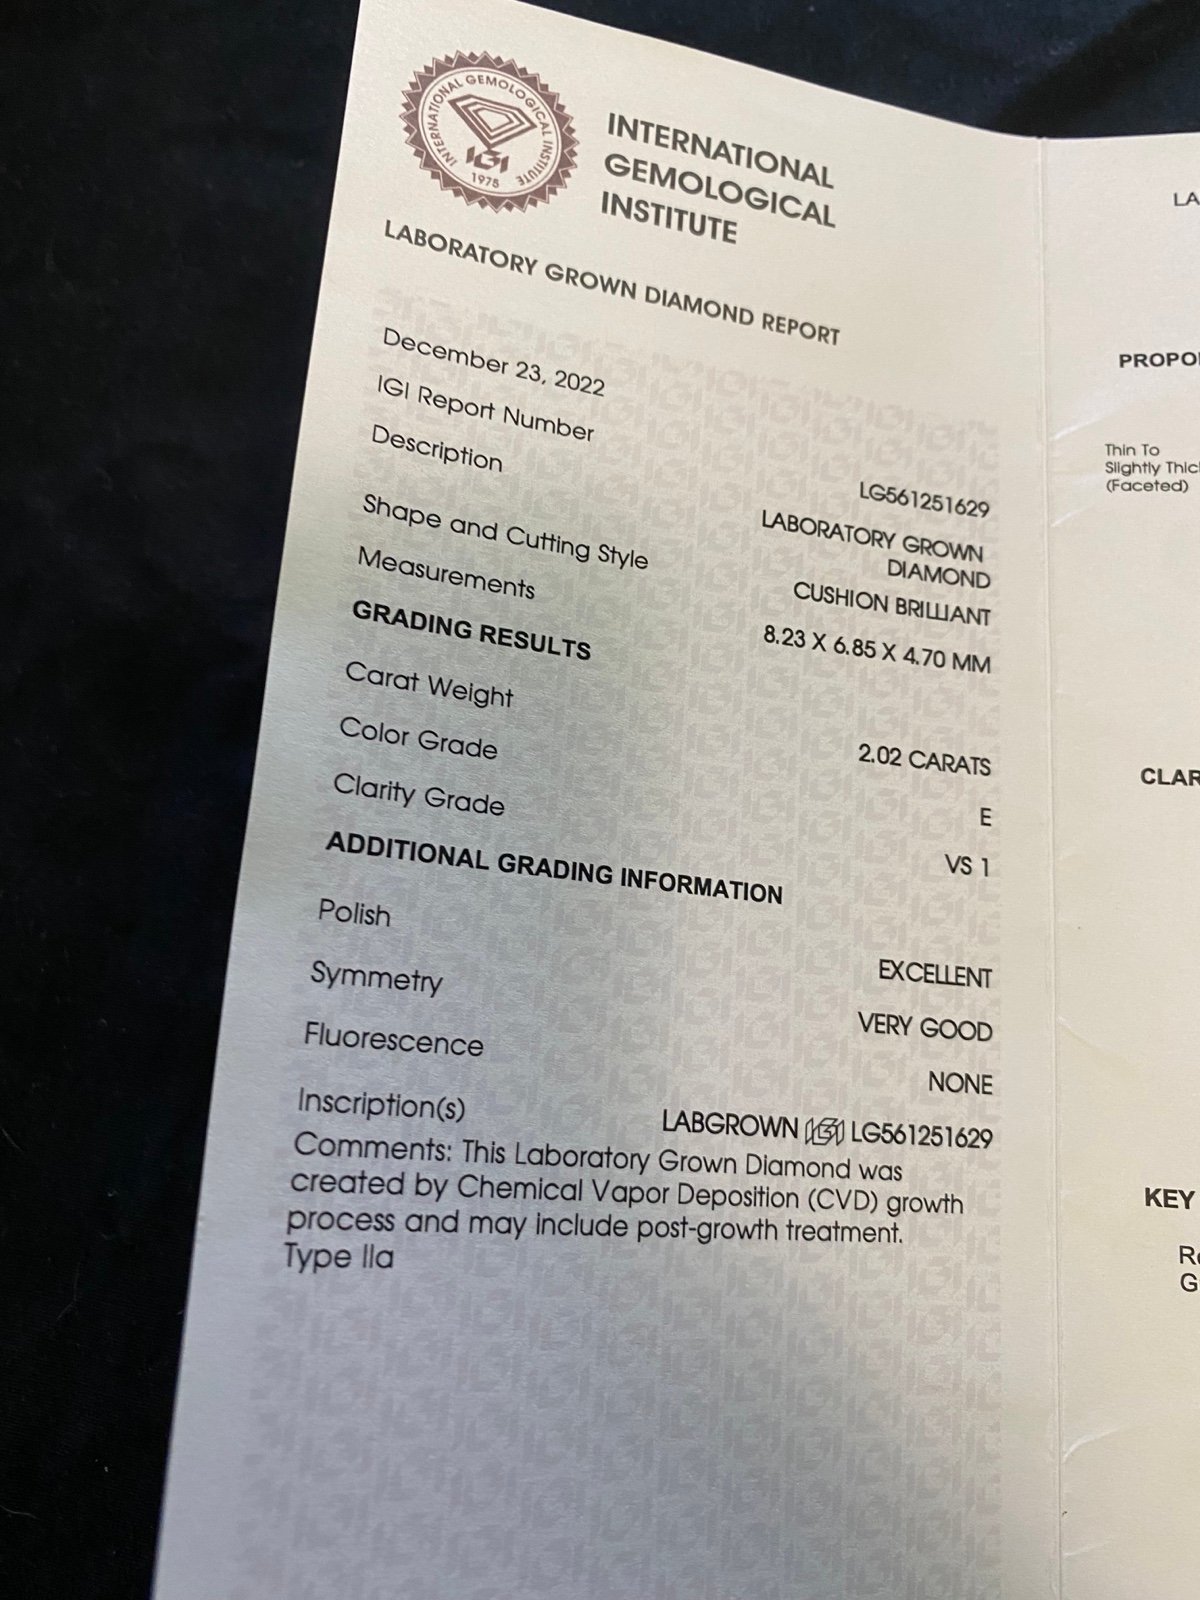 INTERNATIONAL GEMOLOGICAL INSTITUTE
IGI
1975
INTERNATIONAL
GEMOLOGICAL
INSTITUTE
LABORATORY GROWN DIAMOND REPORT
December 23, 2022
IGI Report Number LG561251629
Description LABORATORY GROWN
DIAMOND
Shape and Cutting Style CUSHION BRILLIANT
Measurements 8.23 X 6.85 X 4.70 MM
GRADING RESULTS
Carat Weight 2.02 CARATS
Color Grade E
Clarity Grade VS 1
ADDITIONAL GRADING INFORMATION
Polish EXCELLENT
Symmetry VERY GOOD
Fluorescence NONE
Inscription(s) LABGROWN IGI LG561251629
Comments: This Laboratory Grown Diamond was
created by Chemical Vapor Deposition (CVD) growth
process and may include post-growth treatment.
Type IIa
LA
PROPO
Thin To
Slightly Thic
(Faceted)
CLAR
KEY
R
G